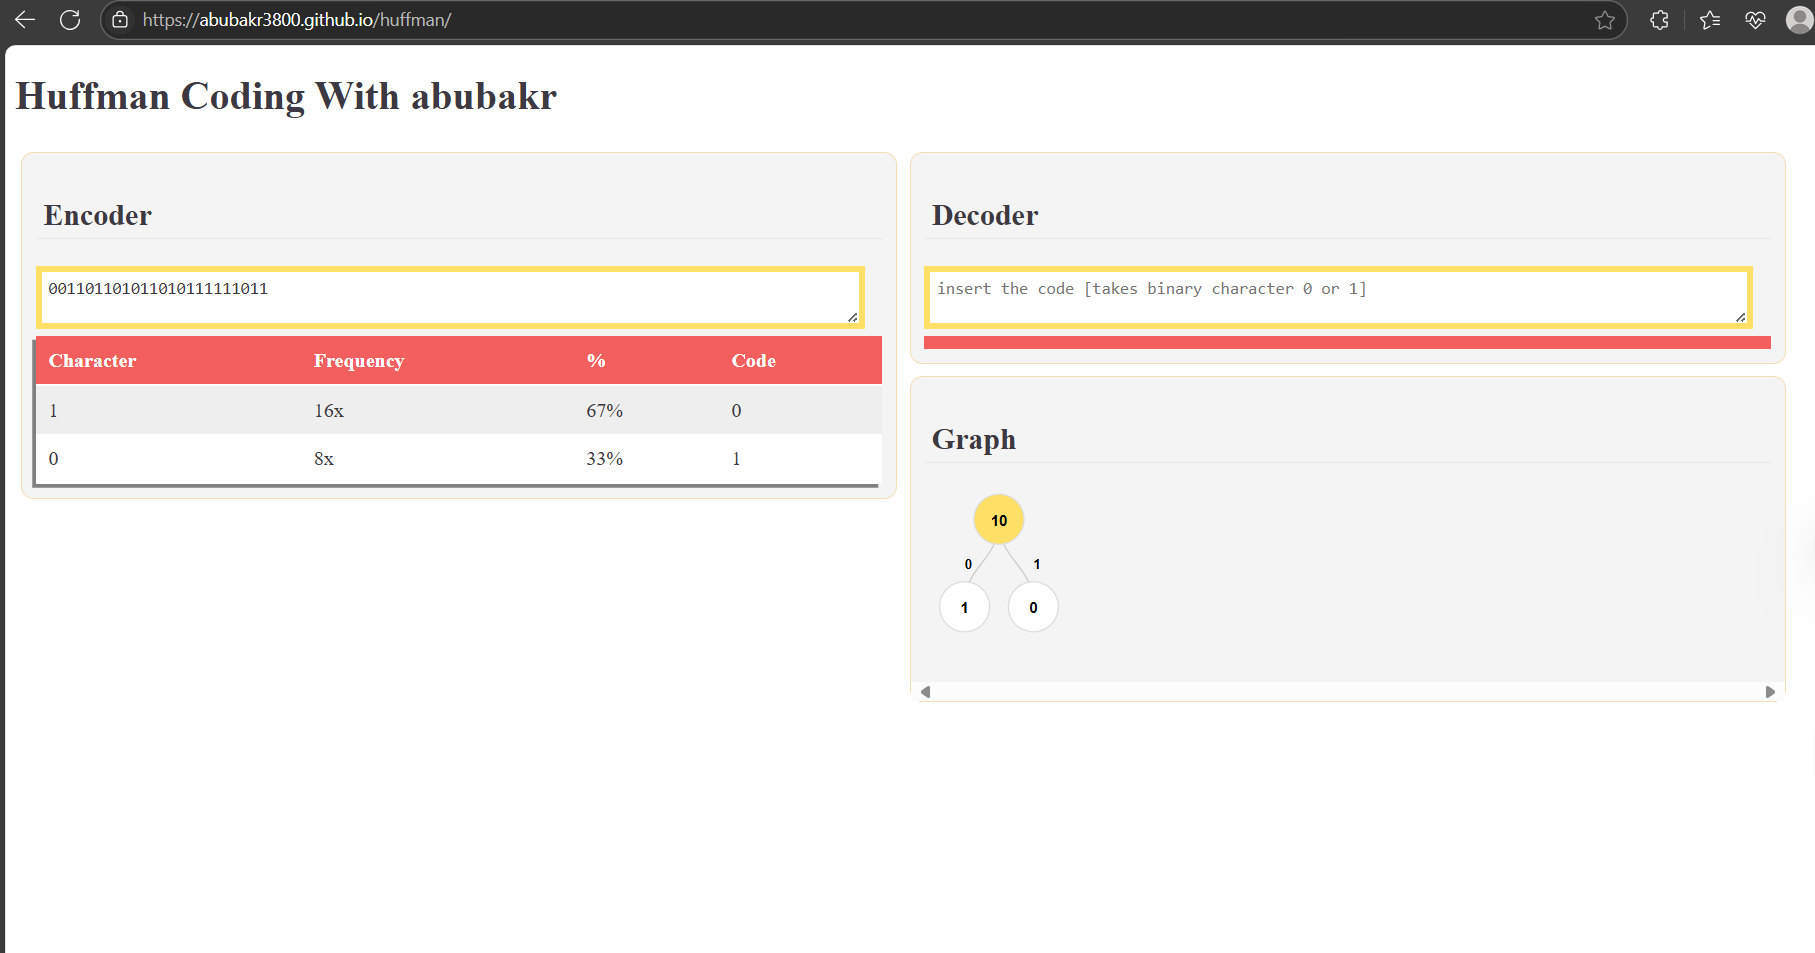 https://abubakr3800.github.io/huffman/
Huffman Coding With abubakr
Encoder
001101101011010111111011
Character Frequency % Code
1 16x 67% 0
0 8x 33% 1
Decoder
insert the code [takes binary character 0 or 1]
Graph
10
0 1
1 0